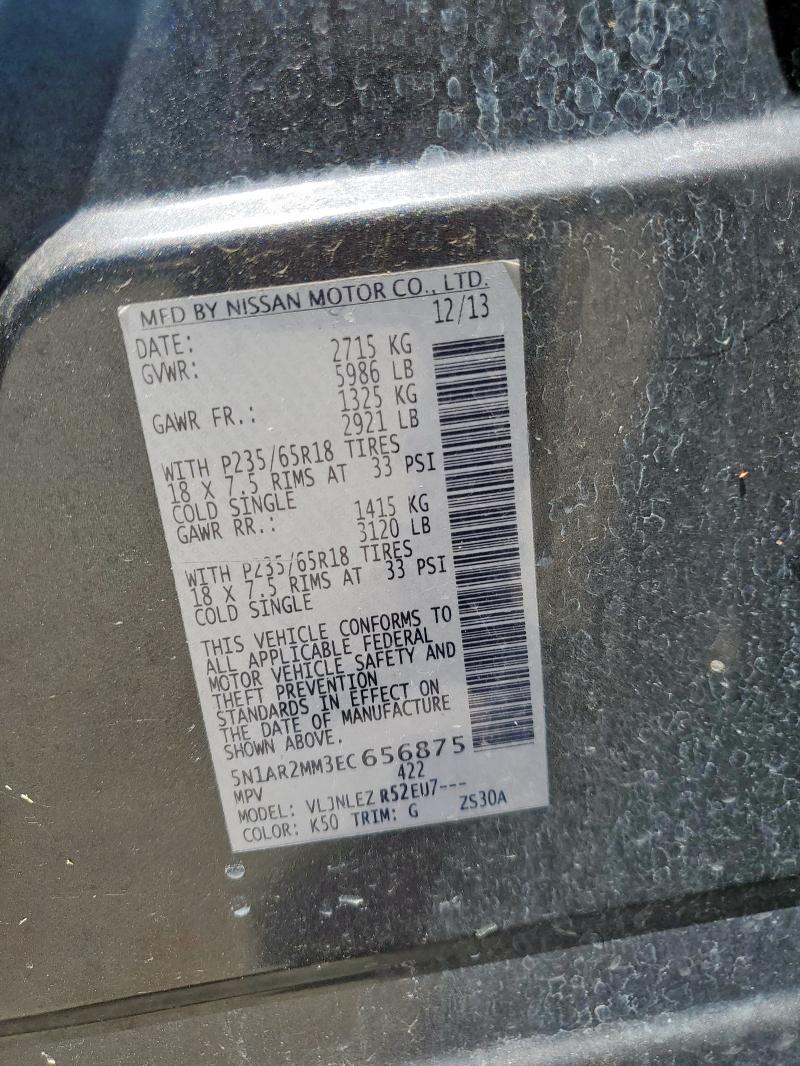 MFD BY NISSAN MOTOR CO., LTD.
DATE: 12/13
GVWR: 2715 KG
5986 LB
GAWR FR.: 1325 KG
2921 LB
WITH P235/65R18 TIRES
18 X 7.5 RIMS AT 33 PSI
COLD SINGLE
GAWR RR.: 1415 KG
3120 LB
WITH P235/65R18 TIRES
18 X 7.5 RIMS AT 33 PSI
COLD SINGLE
THIS VEHICLE CONFORMS TO
ALL APPLICABLE FEDERAL
MOTOR VEHICLE SAFETY AND
THEFT PREVENTION
STANDARDS IN EFFECT ON
THE DATE OF MANUFACTURE
SHOWN ABOVE.
5N1AR2MM3EC656875
MPV 422
MODEL: VLJNLEZ R52EU7---
COLOR: K50 TRIM: G ZS30A